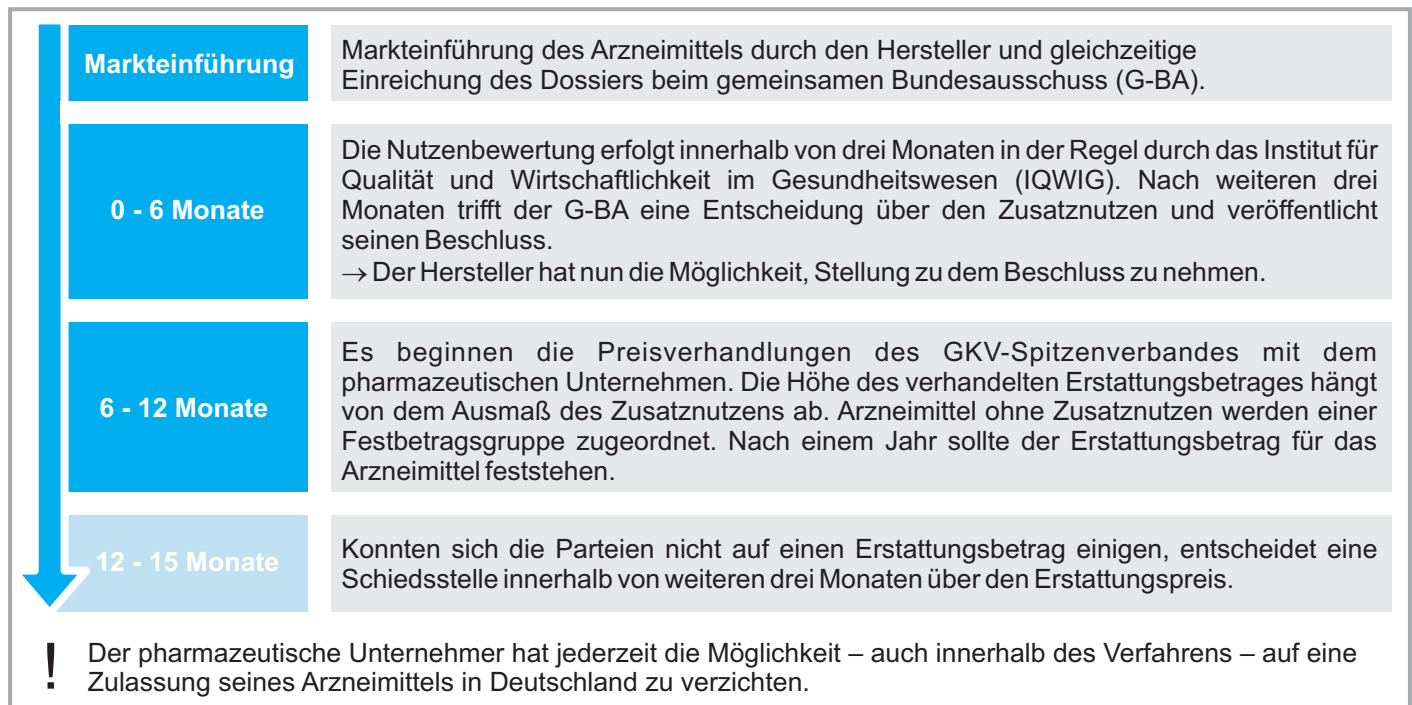 Markteinführung
Markteinführung des Arzneimittels durch den Hersteller und gleichzeitige
Einreichung des Dossiers beim gemeinsamen Bundesausschuss (G-BA).
0 - 6 Monate
Die Nutzenbewertung erfolgt innerhalb von drei Monaten in der Regel durch das Institut für
Qualität und Wirtschaftlichkeit im Gesundheitswesen (IQWIG). Nach weiteren drei
Monaten trifft der G-BA eine Entscheidung über den Zusatznutzen und veröffentlicht
seinen Beschluss.
→ Der Hersteller hat nun die Möglichkeit, Stellung zu dem Beschluss zu nehmen.
6 - 12 Monate
Es beginnen die Preisverhandlungen des GKV-Spitzenverbandes mit dem
pharmazeutischen Unternehmen. Die Höhe des verhandelten Erstattungsbetrages hängt
von dem Ausmaß des Zusatznutzens ab. Arzneimittel ohne Zusatznutzen werden einer
Festbetragsgruppe zugeordnet. Nach einem Jahr sollte der Erstattungsbetrag für das
Arzneimittel feststehen.
12 - 15 Monate
Konnten sich die Parteien nicht auf einen Erstattungsbetrag einigen, entscheidet eine
Schiedsstelle innerhalb von weiteren drei Monaten über den Erstattungspreis.
! Der pharmazeutische Unternehmer hat jederzeit die Möglichkeit – auch innerhalb des Verfahrens – auf eine
Zulassung seines Arzneimittels in Deutschland zu verzichten.